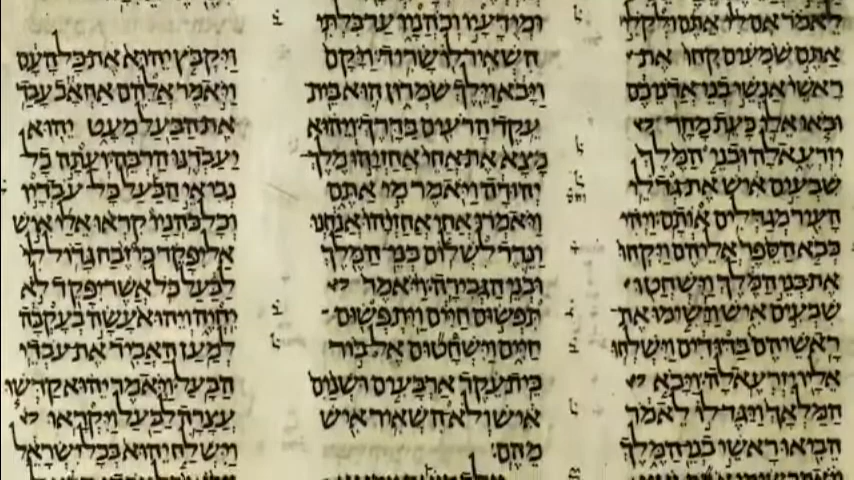 לאמר אם לי אתם ולקלי
אתם שמעים קחו את
ראשי אנשי בני אדניכם
ובאו אלי כעת מחר
יזרעאלה ובני המלך
שבעים איש את גדלי
העיר מגדלים אותם ויהי
כבא הספר אליהם ויקחו
את בני המלך וישחטו
שבעים איש וישימו את
ראשיהם בדודים וישלחו
אליו יזרעאלה ויבא
המלאך ויגד לו לאמר
הביאו ראשי בני המלך
ומידעיו וכהניו עד בלתי
השאיר לו שריד ויקם
ויבא וילך שמרון הוא בית
עקד הרעים בדרך ויהוא
מצא את אחי אחזיהו מלך
יהודה ויאמר מי אתם
ויאמרו אחי אחזיהו אנחנו
ונרד לשלום בני המלך
ובני הגבירה ויאמר
תפשום חיים ויתפשום
חיים וישחטום אל בור
בית עקד ארבעים ושנים
איש ולא השאיר איש
מהם׃
ויקבץ יהוא את כל העם
ויאמר אלהם אחאב עבד
את הבעל מעט יהוא
יעבדנו הרבה ועתה כל
נביאי הבעל כל עבדיו
וכל כהניו קראו אלי איש
אל יפקד כי זבח גדול לי
לבעל כל אשר יפקד לא
יחיה ויהוא עשה בעקבה
למען האביד את עבדי
הבעל ויאמר יהוא קדשו
עצרה לבעל ויקראו
וישלח יהוא בכל ישראל